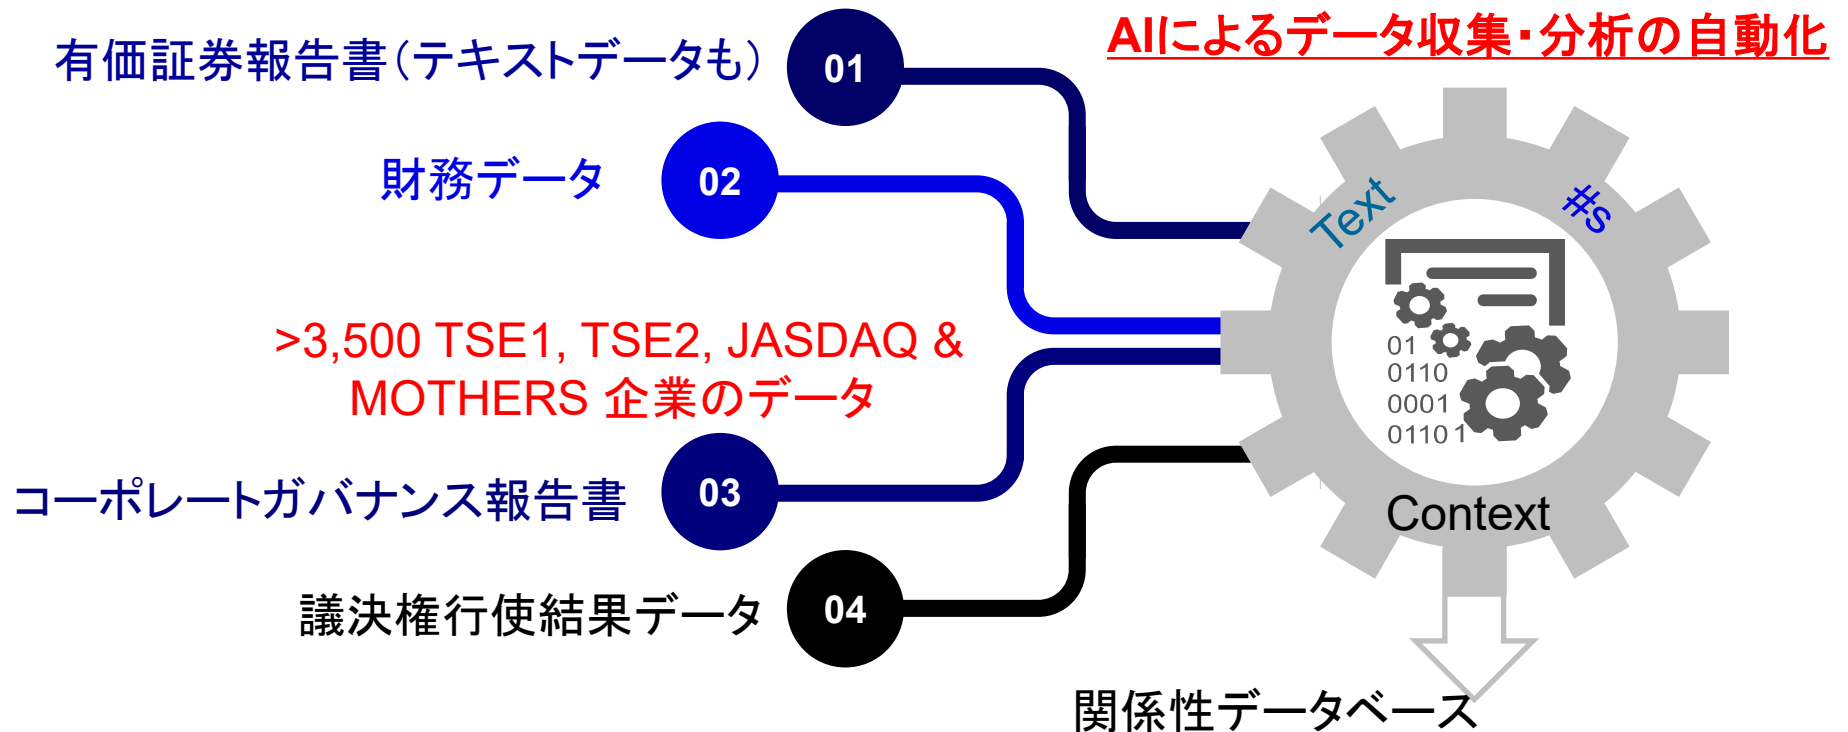 AIによるデータ収集・分析の自動化
有価証券報告書（テキストデータも）
01
財務データ
02
>3,500 TSE1, TSE2, JASDAQ &
MOTHERS 企業のデータ
コーポレートガバナンス報告書
03
議決権行使結果データ
04
Text
#s
01
0110
0001
0110 1
Context
関係性データベース